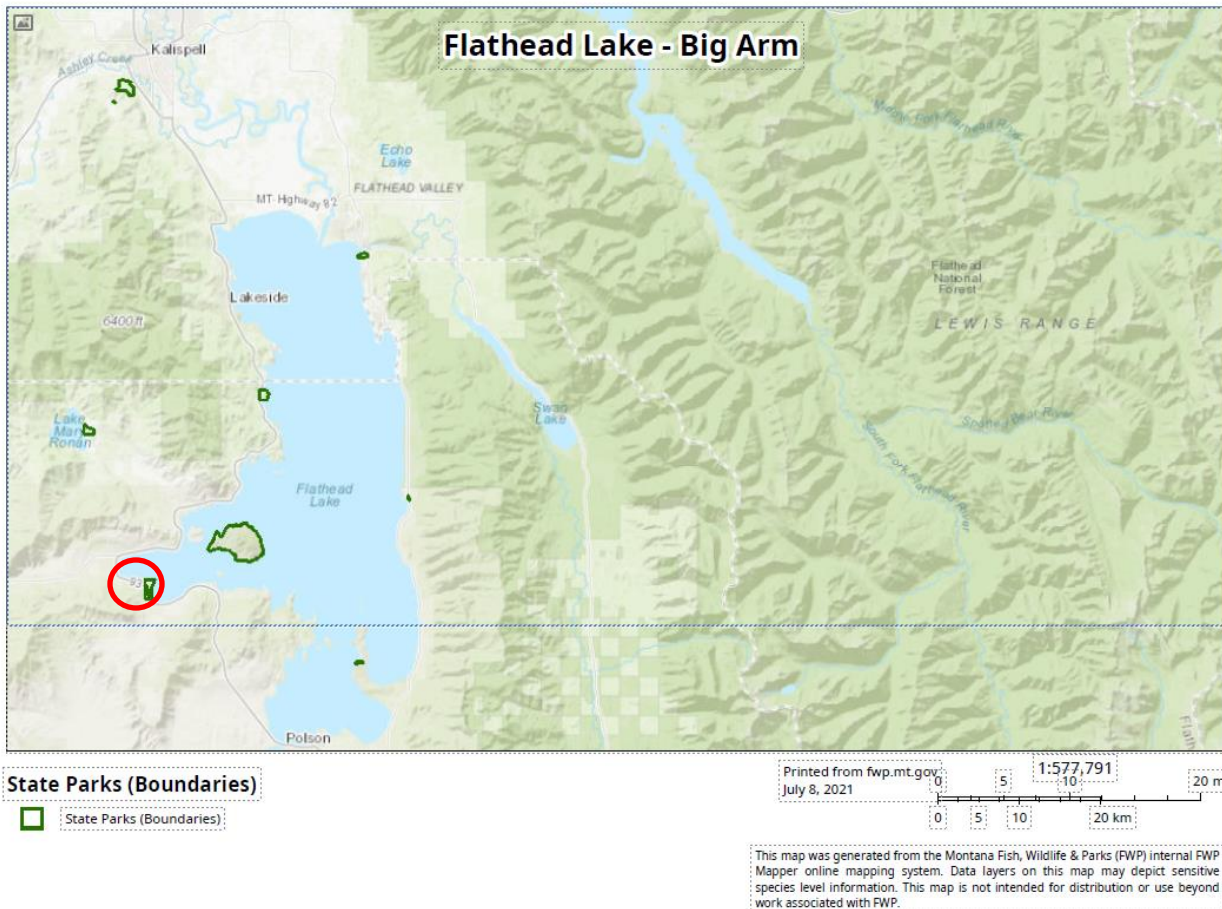 Flathead Lake - Big Arm
Kalispell
Ashley Creek
Echo
Lake
FLATHEAD VALLEY
MT Highway 82
Middle Fork Flathead River
Lakeside
6400 ft
Flathead
National
Forest
LEWIS RANGE
Lake
Mary
Ronan
Swan
Lake
Spotted Bear River
South Fork Flathead River
Flathead
Lake
93
Polson
Flath
State Parks (Boundaries)
State Parks (Boundaries)
Printed from fwp.mt.gov
July 8, 2021
1:577,791
0 5 10 20 m
0 5 10 20 km
This map was generated from the Montana Fish, Wildlife & Parks (FWP) internal FWP
Mapper online mapping system. Data layers on this map may depict sensitive
species level information. This map is not intended for distribution or use beyond
work associated with FWP.